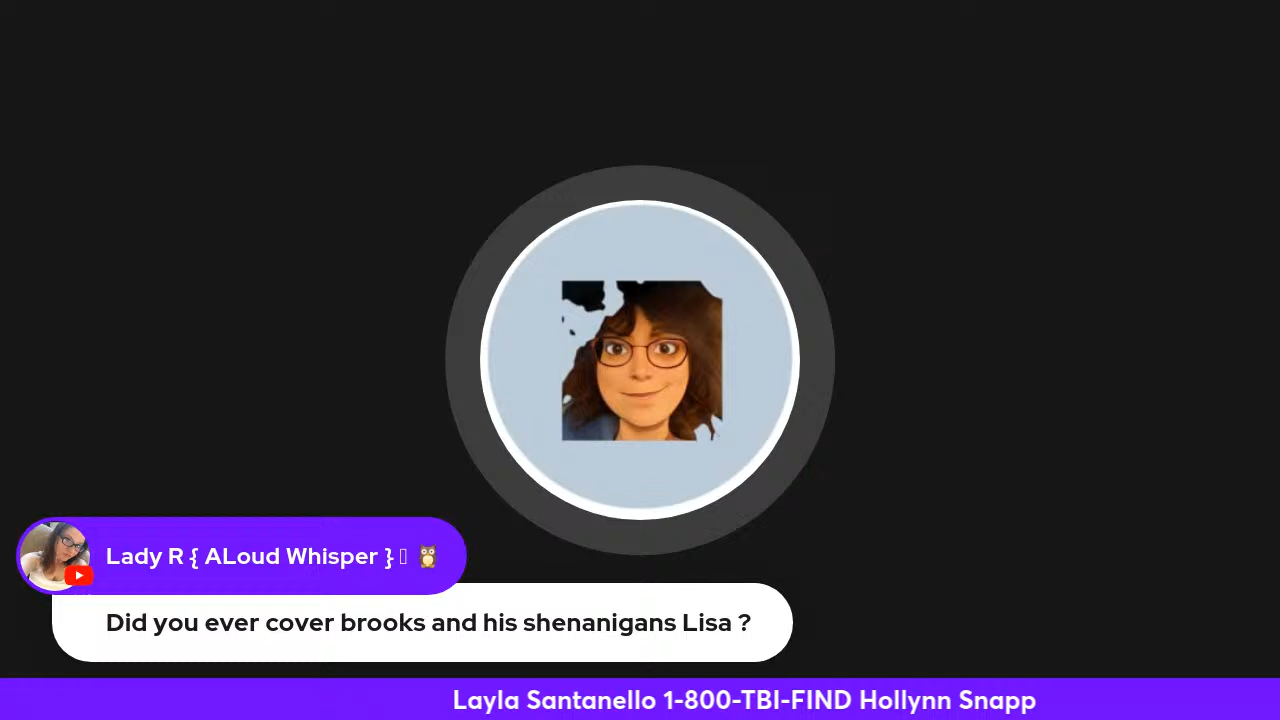 Lady R { ALoud Whisper } 🦉
Did you ever cover brooks and his shenanigans Lisa ?
Layla Santanello 1-800-TBI-FIND Hollynn Snapp